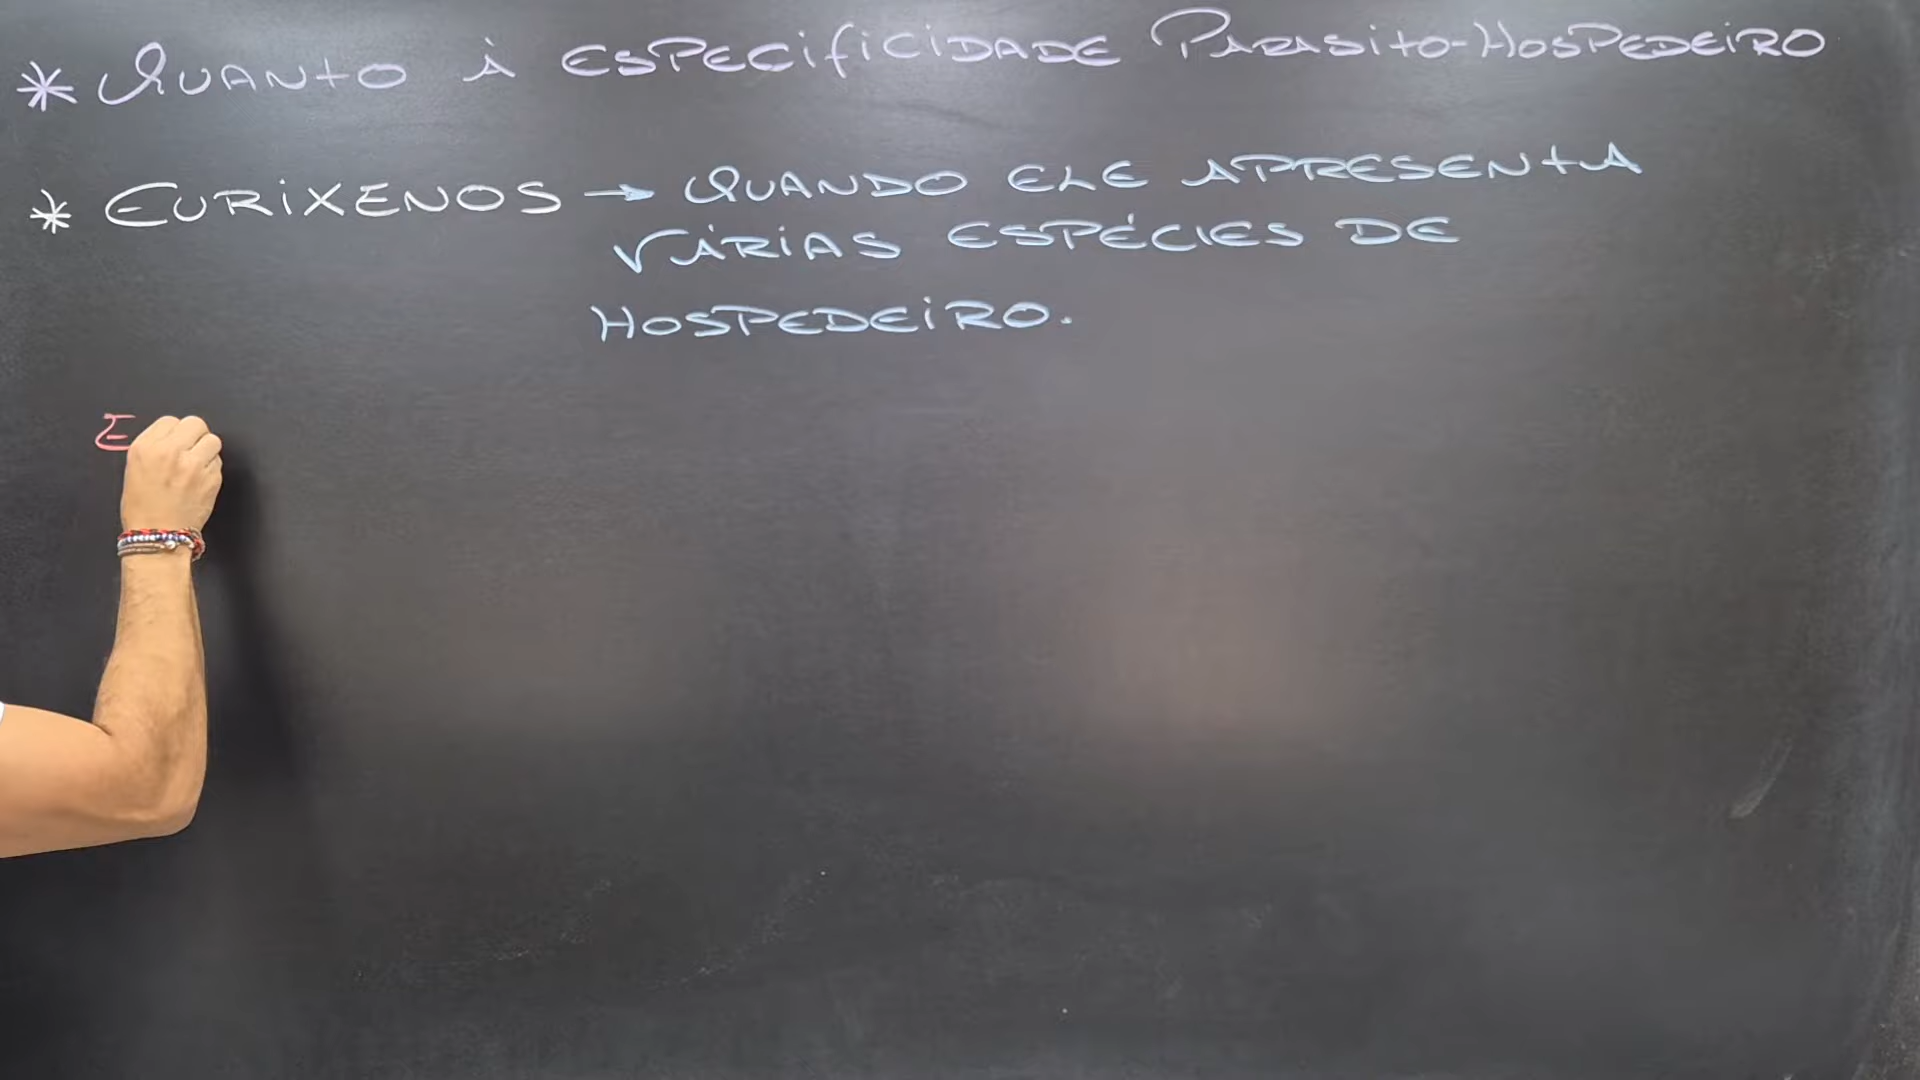 * Quanto à ESPECIFICIDADE PARASITO-HOSPEDEIRO
* EURIXENOS → QUANDO ELE APRESENTA
VÁRIAS ESPÉCIES DE
HOSPEDEIRO.
E